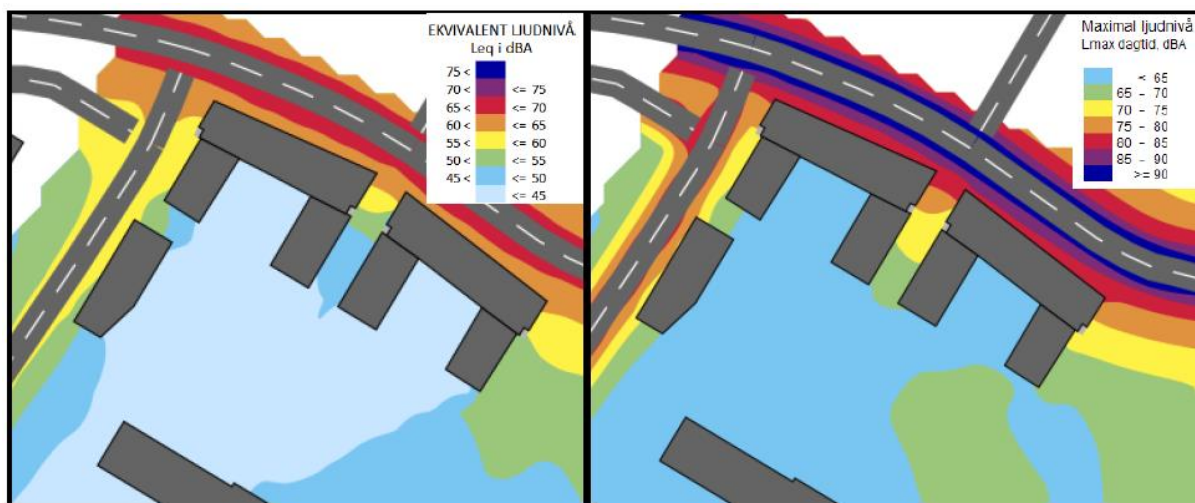 EKVIVALENT LJUDNIVÅ
Leq i dBA
75 <
70 < <= 75
65 < <= 70
60 < <= 65
55 < <= 60
50 < <= 55
45 < <= 50
<= 45
Maximal ljudnivå
Lmax dagtid, dBA
< 65
65 - 70
70 - 75
75 - 80
80 - 85
85 - 90
>= 90